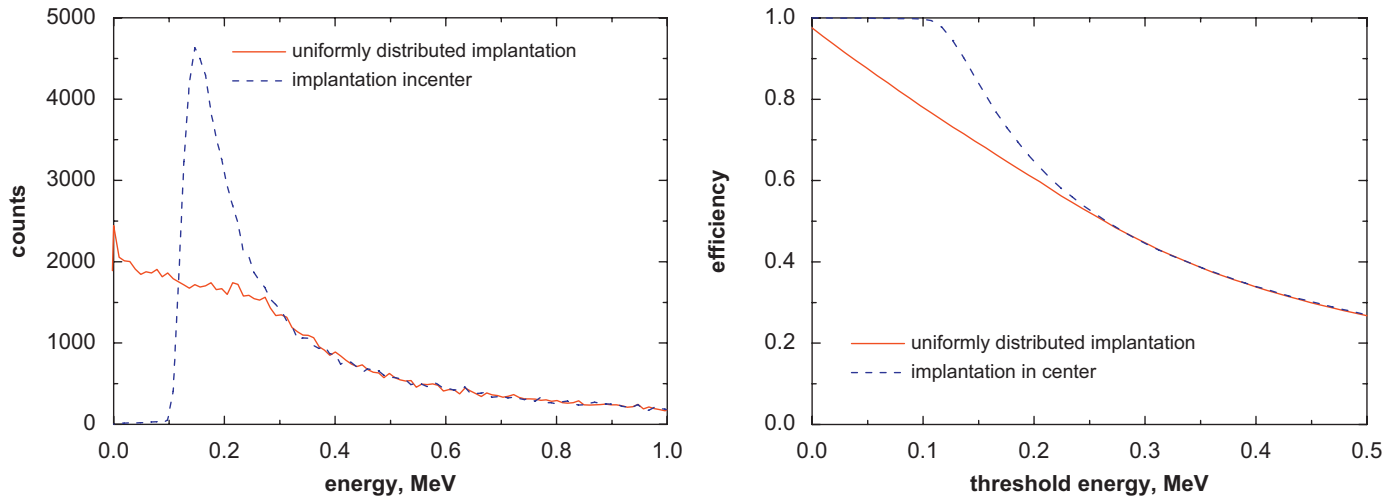 5000
4000
3000
2000
1000
0
counts
0.0 0.2 0.4 0.6 0.8 1.0
energy, MeV
uniformly distributed implantation
implantation incenter
1.0
0.8
0.6
0.4
0.2
0.0
efficiency
0.0 0.1 0.2 0.3 0.4 0.5
threshold energy, MeV
uniformly distributed implantation
implantation in center